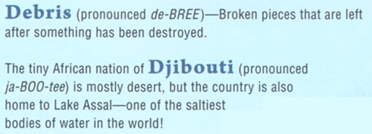 Debris (pronounced de-BREE)—Broken pieces that are left
after something has been destroyed.
The tiny African nation of Djibouti (pronounced
ja-BOO-tee) is mostly desert, but the country is also
home to Lake Assal—one of the saltiest
bodies of water in the world!